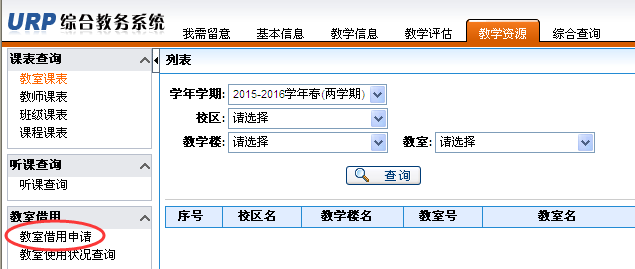 URP 综合教务系统
我需留意 基本信息 教学信息 教学评估 教学资源 综合查询
课表查询
教室课表
教师课表
班级课表
课程课表
听课查询
听课查询
教室借用
教室借用申请
教室使用状况查询
列表
学年学期: 2015-2016学年春(两学期)
校区: 请选择
教学楼: 请选择 教室: 请选择
查询
序号 校区名 教学楼名 教室号 教室名